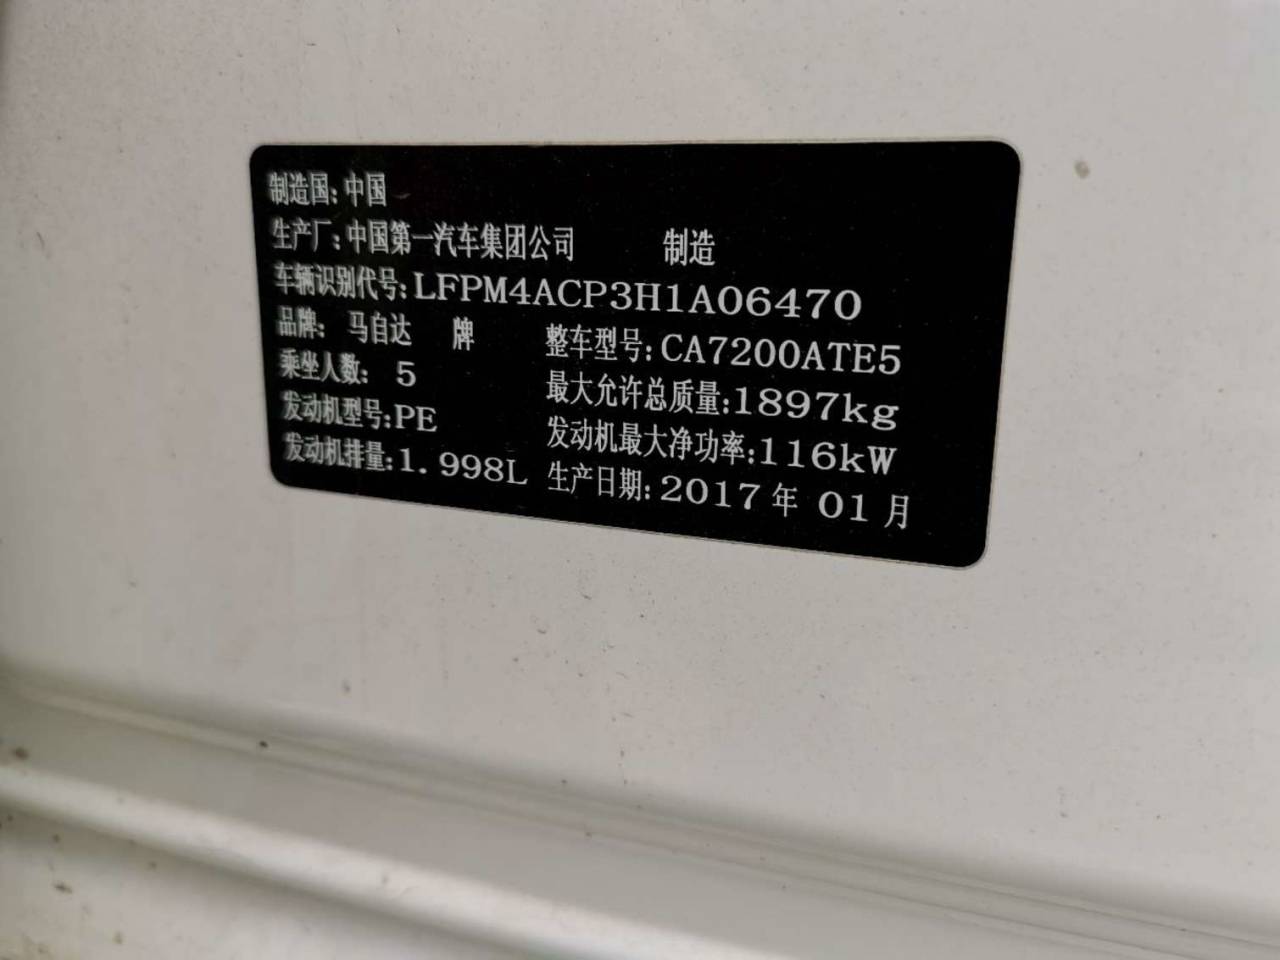 制造国：中国
生产厂：中国第一汽车集团公司 制造
车辆识别代号：LFPM4ACP3H1A06470
品牌： 马自达 牌 整车型号：CA7200ATE5
乘坐人数： 5 最大允许总质量：1897kg
发动机型号：PE 发动机最大净功率：116kW
发动机排量：1.998L 生产日期：2017年 01月